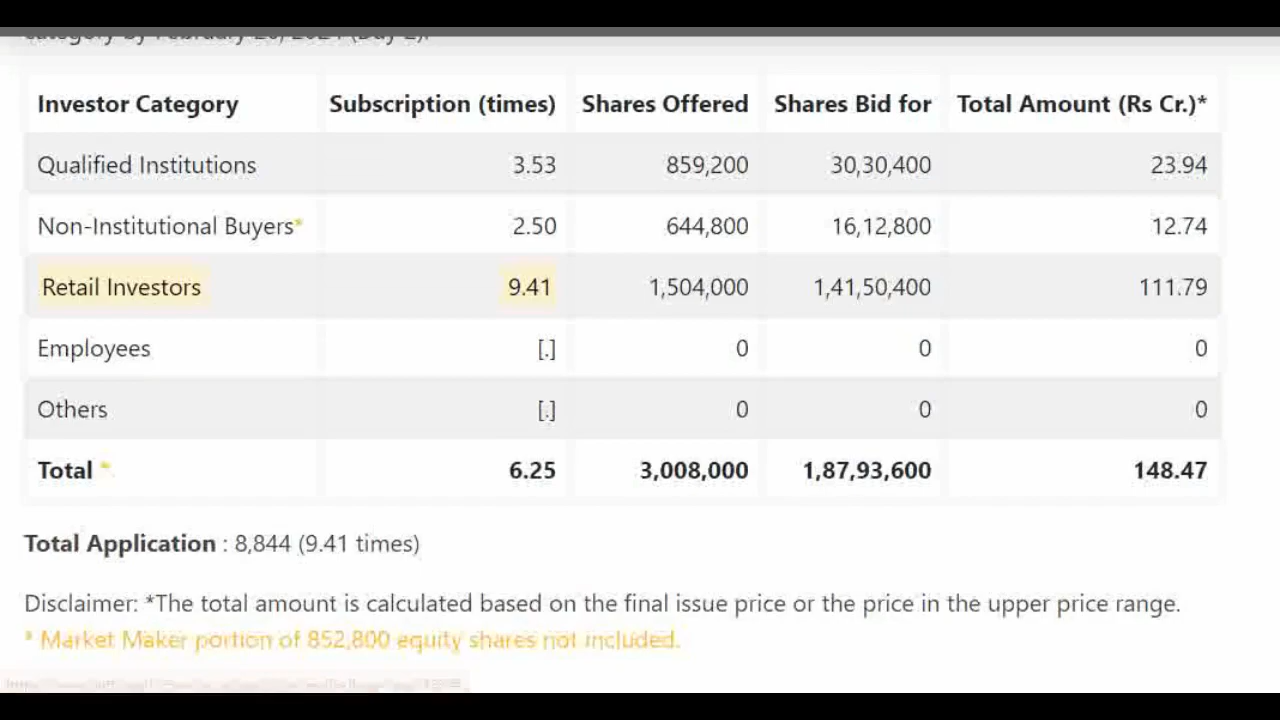 Investor Category Subscription (times) Shares Offered Shares Bid for Total Amount (Rs Cr.)*
Qualified Institutions 3.53 859,200 30,30,400 23.94
Non-Institutional Buyers* 2.50 644,800 16,12,800 12.74
Retail Investors 9.41 1,504,000 1,41,50,400 111.79
Employees [.] 0 0 0
Others [.] 0 0 0
Total * 6.25 3,008,000 1,87,93,600 148.47
Total Application : 8,844 (9.41 times)
Disclaimer: *The total amount is calculated based on the final issue price or the price in the upper price range.
* Market Maker portion of 852,800 equity shares not included.